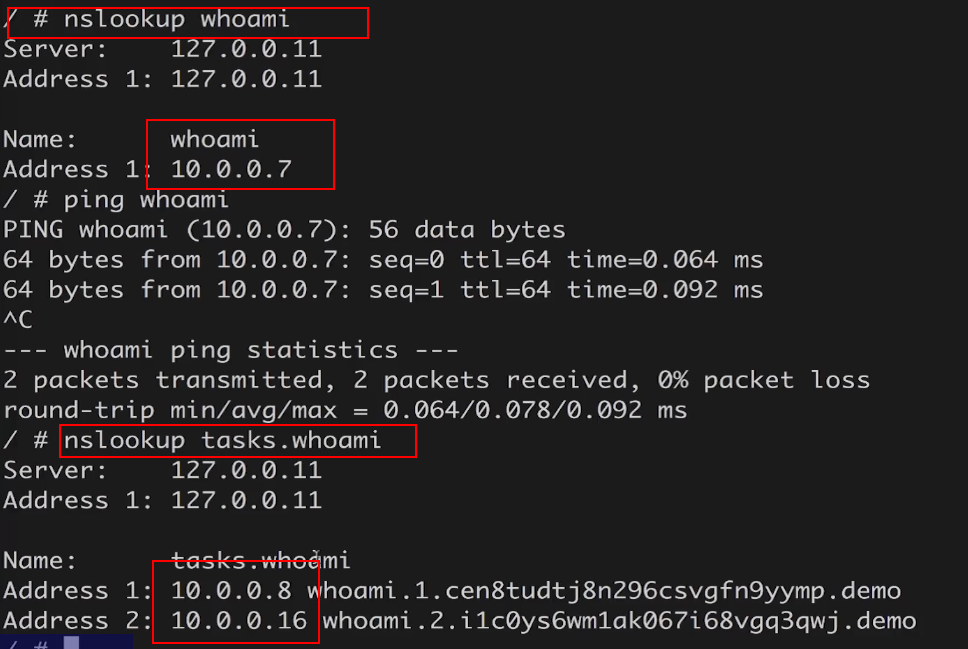 / # nslookup whoami
Server:    127.0.0.11
Address 1: 127.0.0.11
Name:      whoami
Address 1: 10.0.0.7
/ # ping whoami
PING whoami (10.0.0.7): 56 data bytes
64 bytes from 10.0.0.7: seq=0 ttl=64 time=0.064 ms
64 bytes from 10.0.0.7: seq=1 ttl=64 time=0.092 ms
^C
--- whoami ping statistics ---
2 packets transmitted, 2 packets received, 0% packet loss
round-trip min/avg/max = 0.064/0.078/0.092 ms
/ # nslookup tasks.whoami
Server:    127.0.0.11
Address 1: 127.0.0.11
Name:      tasks.whoami
Address 1: 10.0.0.8 whoami.1.cen8tudtj8n296csvgfn9yymp.demo
Address 2: 10.0.0.16 whoami.2.i1c0ys6wm1ak067i68vgq3qwj.demo
/ #